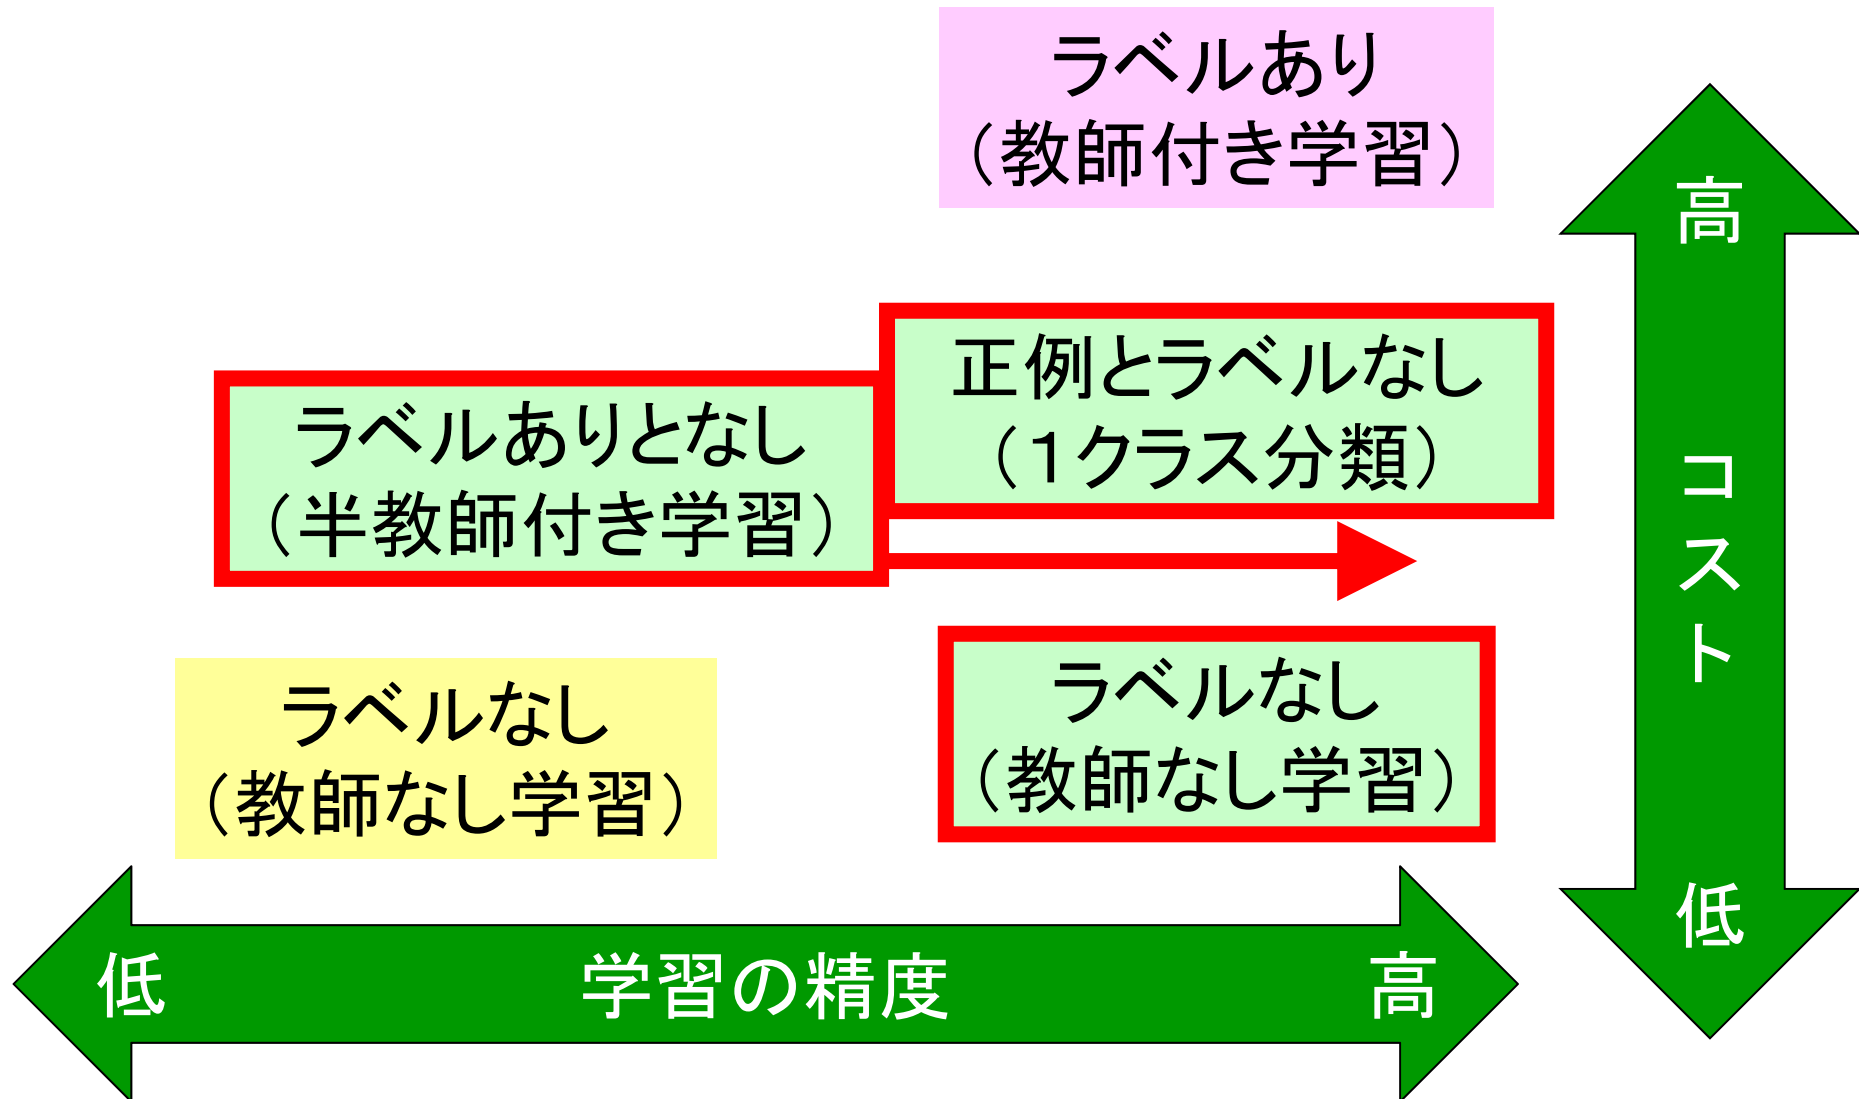 ラベルあり
（教師付き学習）
正例とラベルなし
（１クラス分類）
ラベルありとなし
（半教師付き学習）
ラベルなし
（教師なし学習）
ラベルなし
（教師なし学習）
高
コスト
低
低
学習の精度
高